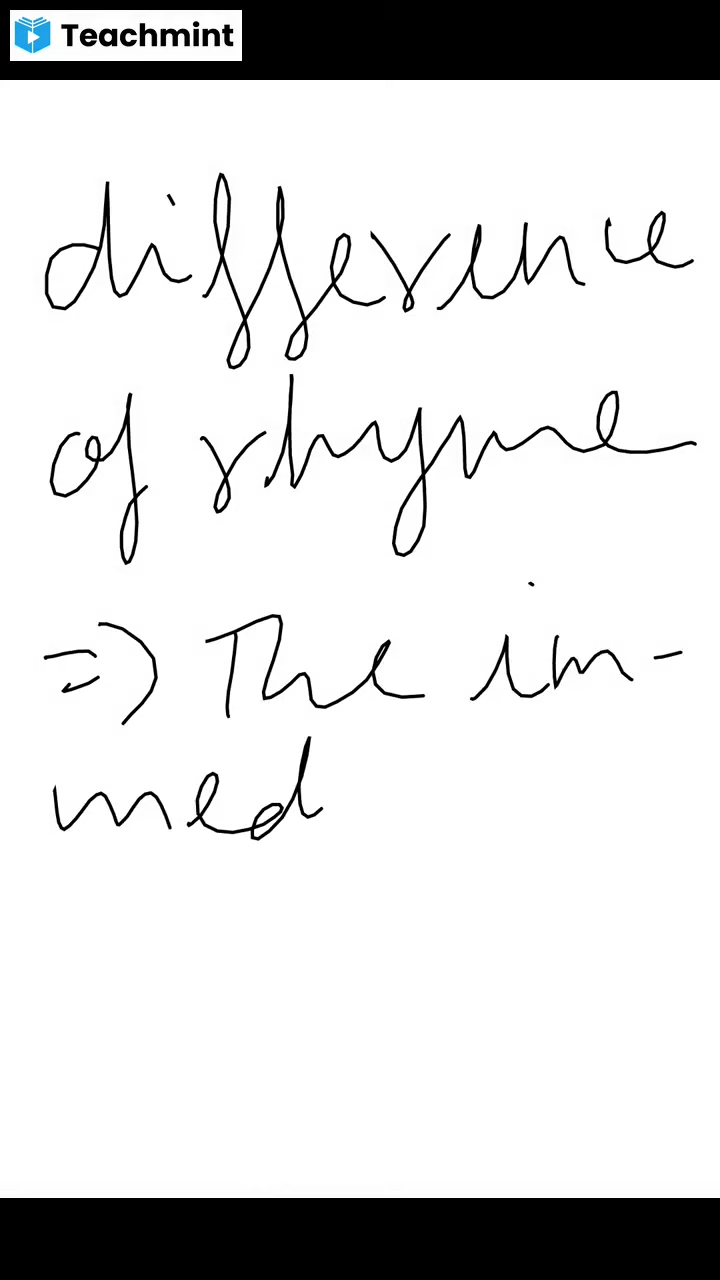 Teachmint
difference
of rhyme
=) The im-
med